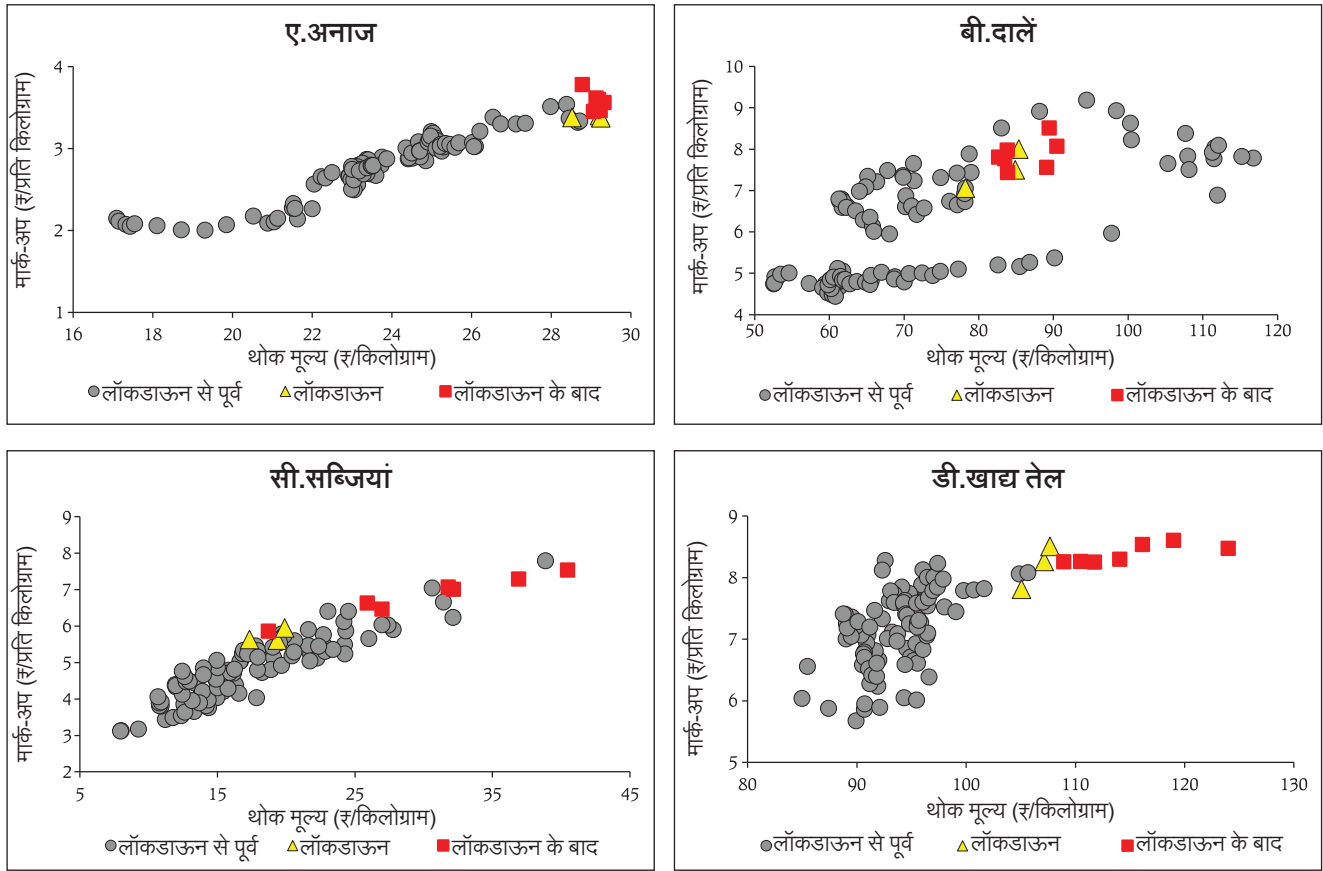 ए.अनाज
मार्क-अप (₹/प्रति किलोग्राम)
4
3
2
1
16 18 20 22 24 26 28 30
थोक मूल्य (₹/किलोग्राम)
लॉकडाऊन से पूर्व लॉकडाऊन लॉकडाऊन के बाद
बी.दालें
मार्क-अप (₹/प्रति किलोग्राम)
10
9
8
7
6
5
4
50 60 70 80 90 100 110 120
थोक मूल्य (₹/किलोग्राम)
लॉकडाऊन से पूर्व लॉकडाऊन लॉकडाऊन के बाद
सी.सब्जियां
मार्क-अप (₹/प्रति किलोग्राम)
9
8
7
6
5
4
3
2
5 15 25 35 45
थोक मूल्य (₹/किलोग्राम)
लॉकडाऊन से पूर्व लॉकडाऊन लॉकडाऊन के बाद
डी.खाद्य तेल
मार्क-अप (₹/प्रति किलोग्राम)
9
8
7
6
5
80 90 100 110 120 130
थोक मूल्य (₹/किलोग्राम)
लॉकडाऊन से पूर्व लॉकडाऊन लॉकडाऊन के बाद